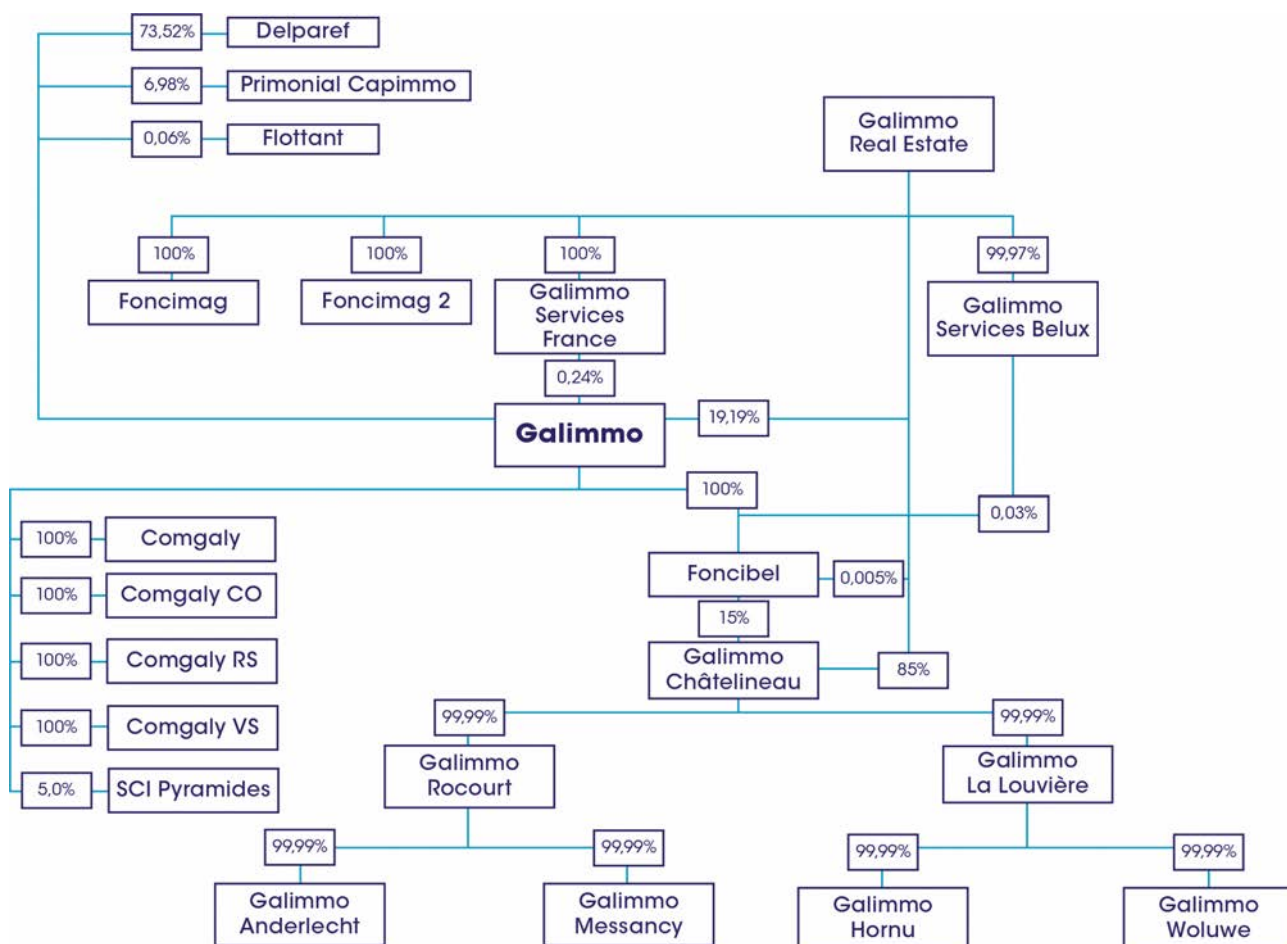 73,52%
Delparef
6,98%
Primonial Capimmo
0,06%
Flottant
Galimmo
Real Estate
100%
100%
100%
99,97%
Foncimag
Foncimag 2
Galimmo
Services
France
Galimmo
Services Belux
0,24%
Galimmo
19,19%
100%
0,03%
100%
Comgaly
Foncibel
0,005%
100%
Comgaly CO
15%
100%
Comgaly RS
Galimmo
Châtelineau
85%
100%
Comgaly VS
99,99%
99,99%
5,0%
SCI Pyramides
Galimmo
Rocourt
Galimmo
La Louvière
99,99%
99,99%
99,99%
99,99%
Galimmo
Anderlecht
Galimmo
Messancy
Galimmo
Hornu
Galimmo
Woluwe